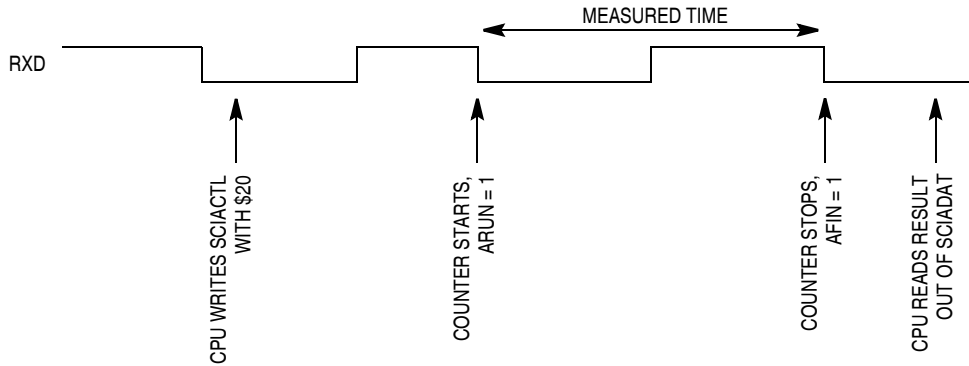 MEASURED TIME
RXD
CPU WRITES SCIACTL
WITH $20
COUNTER STARTS,
ARUN = 1
COUNTER STOPS,
AFIN = 1
CPU READS RESULT
OUT OF SCIADAT